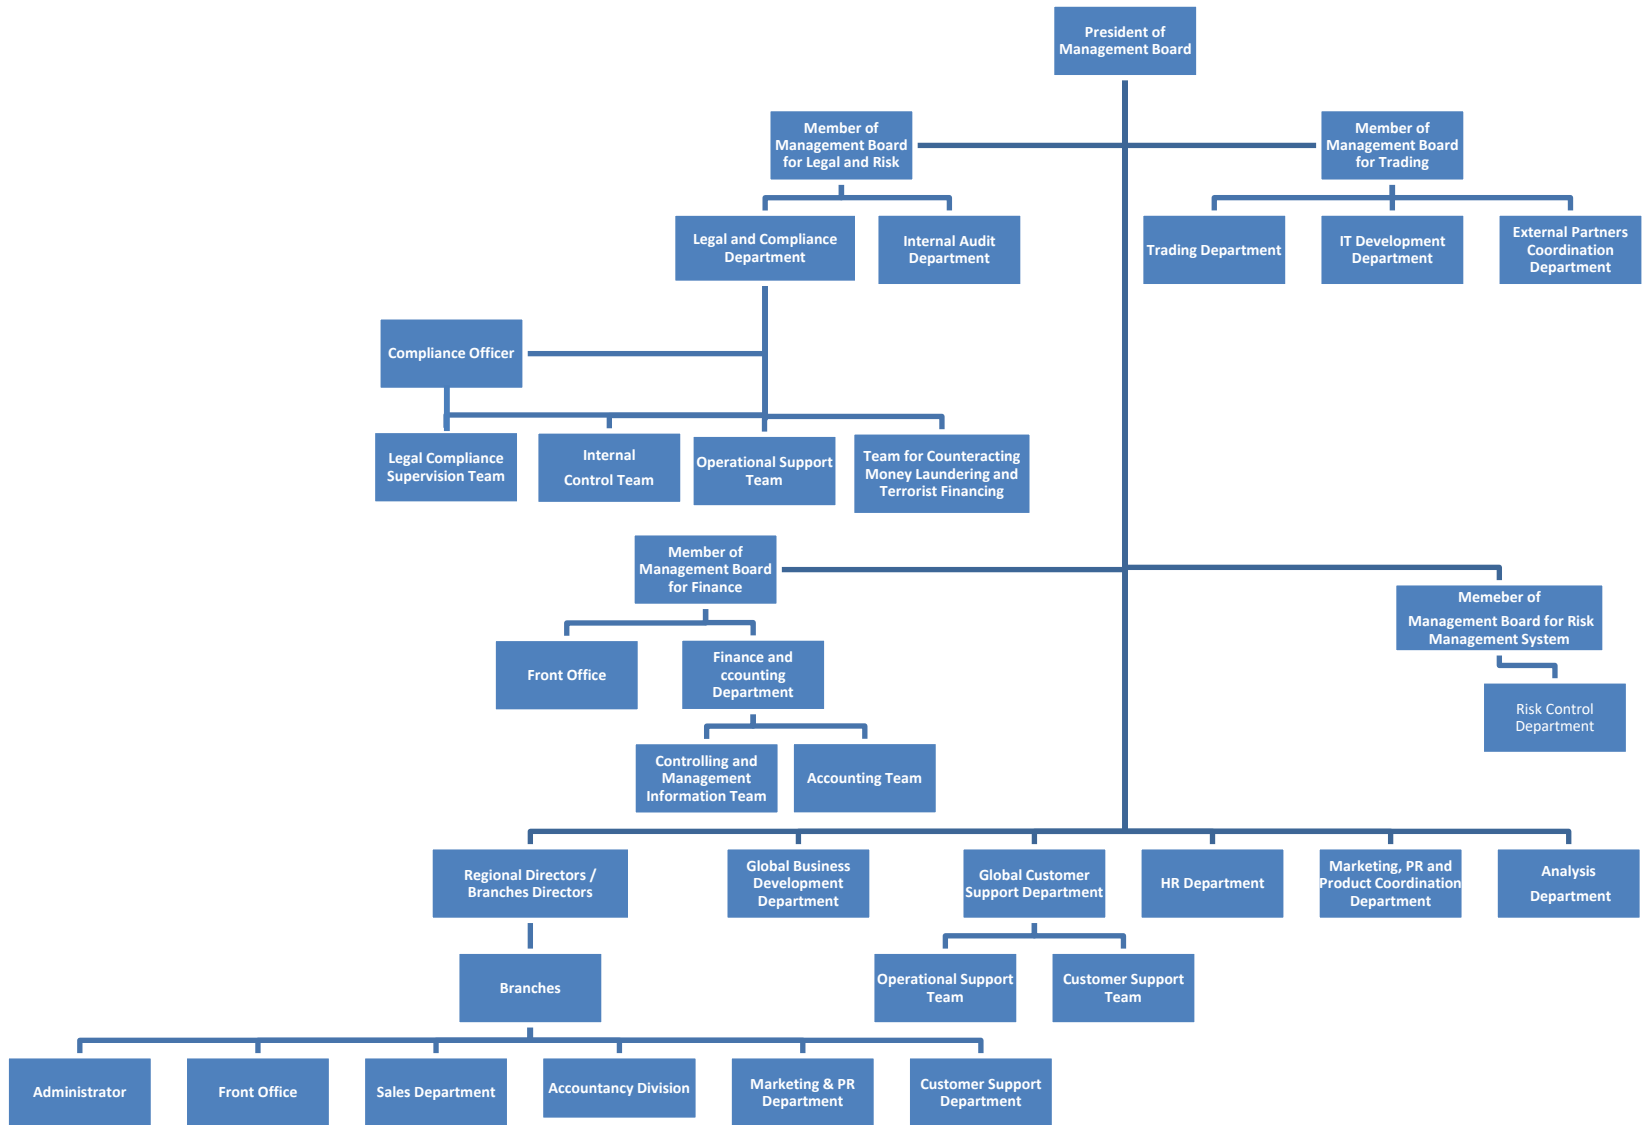 President of
Management Board
Member of
Management Board
for Legal and Risk
Member of
Management Board
for Trading
Legal and Compliance
Department
Internal Audit
Department
Trading Department
IT Development
Department
External Partners
Coordination
Department
Compliance Officer
Legal Compliance
Supervision Team
Internal
Control Team
Operational Support
Team
Team for Counteracting
Money Laundering and
Terrorist Financing
Member of
Management Board
for Finance
Memeber of
Management Board for Risk
Management System
Front Office
Finance and
ccounting
Department
Risk Control
Department
Controlling and
Management
Information Team
Accounting Team
Regional Directors /
Branches Directors
Global Business
Development
Department
Global Customer
Support Department
HR Department
Marketing, PR and
Product Coordination
Department
Analysis
Department
Branches
Operational Support
Team
Customer Support
Team
Administrator
Front Office
Sales Department
Accountancy Division
Marketing & PR
Department
Customer Support
Department